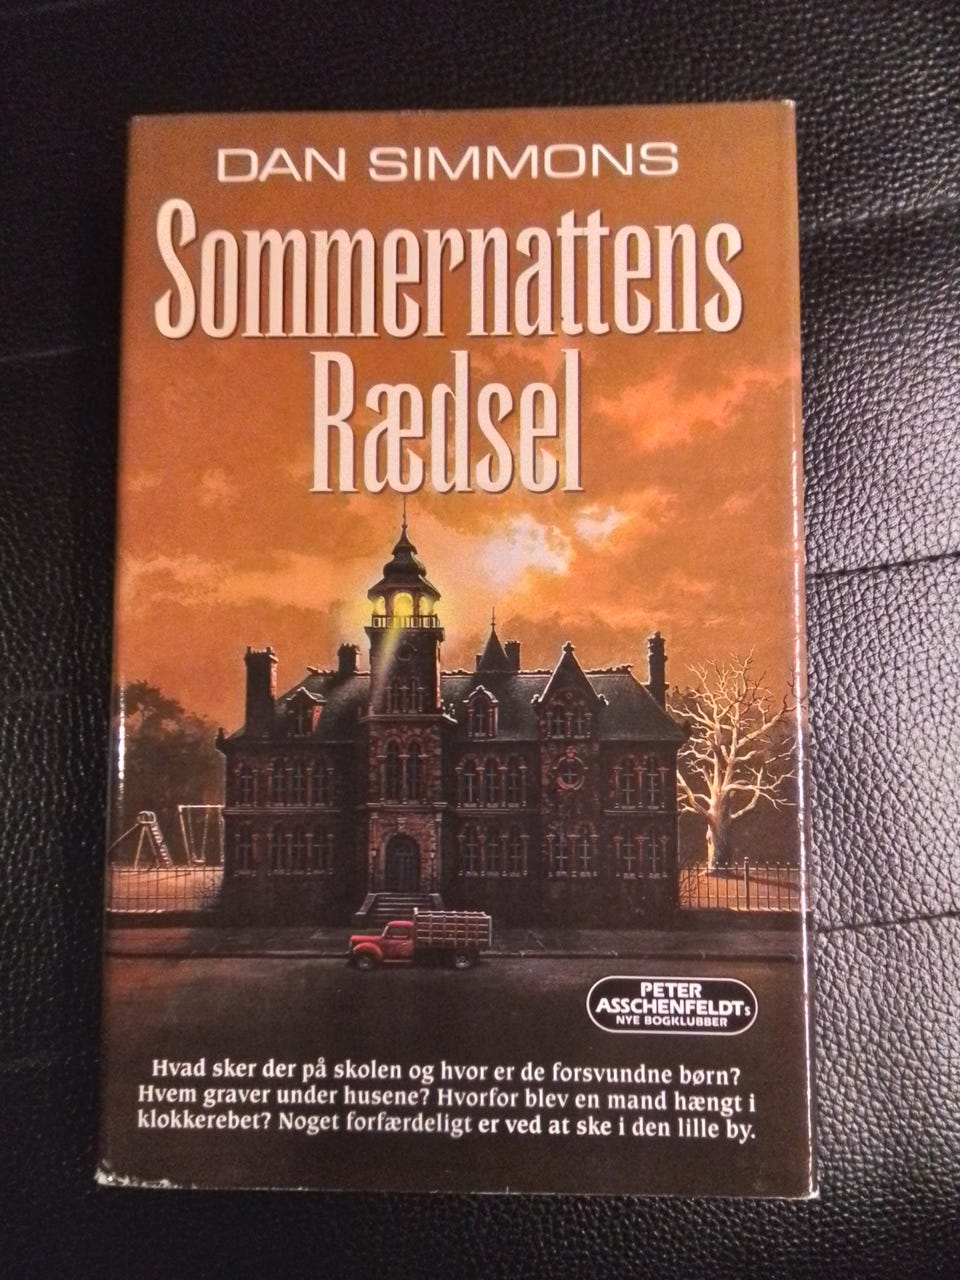 DAN SIMMONS
Sommernattens
Rædsel
PETER
ASSCHENFELDTs
NYE BOGKLUBBER
Hvad sker der på skolen og hvor er de forsvundne børn?
Hvem graver under husene? Hvorfor blev en mand hængt i
klokkerebet? Noget forfærdeligt er ved at ske i den lille by.